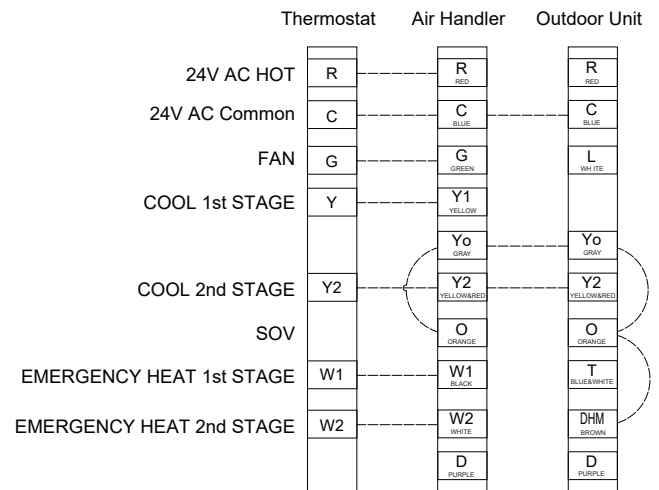 Thermostat Air Handler Outdoor Unit
24V AC HOT R R R
RED RED
24V AC Common C C C
BLUE BLUE
FAN G G L
GREEN WH ITE
COOL 1st STAGE Y Y1
YELLOW
Yo Yo
GRAY GRAY
COOL 2nd STAGE Y2 Y2 Y2
YELLOW&RED YELLOW&RED
SOV O O
ORANGE ORANGE
EMERGENCY HEAT 1st STAGE W1 W1 T
BLACK BLUE&WHITE
EMERGENCY HEAT 2nd STAGE W2 W2 DHM
WHITE BROWN
D D
PURPLE PURPLE